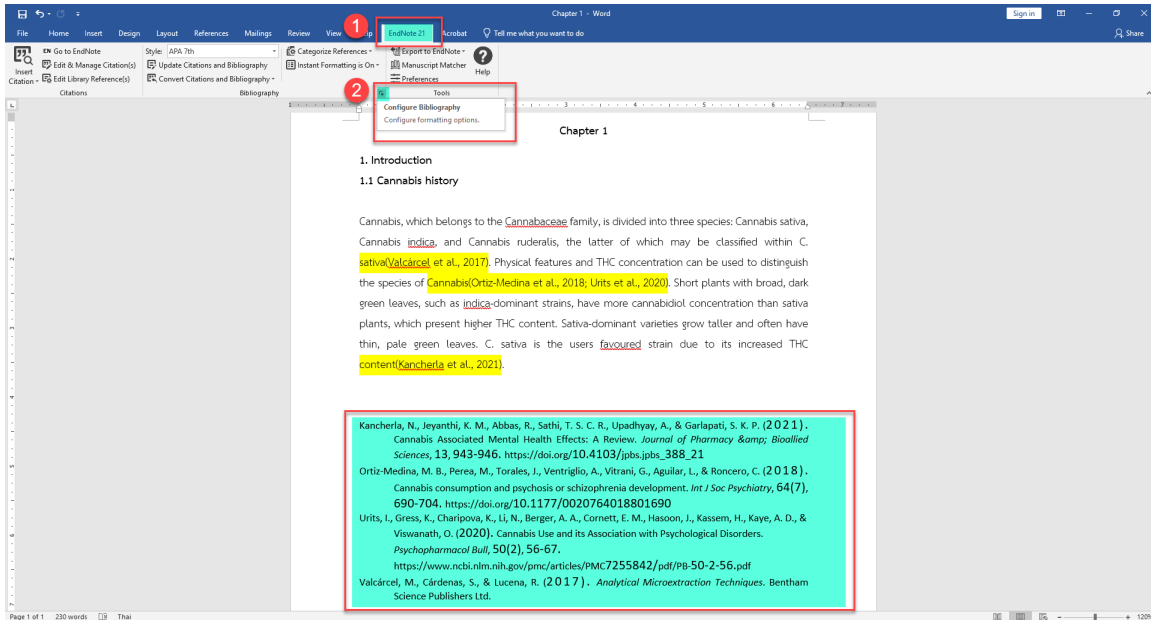 Chapter 1 - Word
Sign in
File Home Insert Design Layout References Mailings Review View EndNote 21 Acrobat Tell me what you want to do
Share
1
Insert Citation
EN Go to EndNote
Edit & Manage Citation(s)
Edit Library Reference(s)
Citations
Style: APA 7th
Update Citations and Bibliography
Convert Citations and Bibliography
Bibliography
Categorize References
Instant Formatting is On
Export to EndNote
Manuscript Matcher
Preferences
Help
Tools
2
Configure Bibliography
Configure formatting options.
Chapter 1
1. Introduction
1.1 Cannabis history
Cannabis, which belongs to the Cannabaceae family, is divided into three species: Cannabis sativa,
Cannabis indica, and Cannabis ruderalis, the latter of which may be classified within C.
sativa(Valcárcel et al., 2017). Physical features and THC concentration can be used to distinguish
the species of Cannabis(Ortiz-Medina et al., 2018; Urits et al., 2020). Short plants with broad, dark
green leaves, such as indica-dominant strains, have more cannabidiol concentration than sativa
plants, which present higher THC content. Sativa-dominant varieties grow taller and often have
thin, pale green leaves. C. sativa is the users favoured strain due to its increased THC
content(Kancherla et al., 2021).
Kancherla, N., Jeyanthi, K. M., Abbas, R., Sathi, T. S. C. R., Upadhyay, A., & Garlapati, S. K. P. (2021).
Cannabis Associated Mental Health Effects: A Review. Journal of Pharmacy &amp; Bioallied
Sciences, 13, 943-946. https://doi.org/10.4103/jpbs.jpbs_388_21
Ortiz-Medina, M. B., Perea, M., Torales, J., Ventriglio, A., Vitrani, G., Aguilar, L., & Roncero, C. (2018).
Cannabis consumption and psychosis or schizophrenia development. Int J Soc Psychiatry, 64(7),
690-704. https://doi.org/10.1177/0020764018801690
Urits, I., Gress, K., Charipova, K., Li, N., Berger, A. A., Cornett, E. M., Hasoon, J., Kassem, H., Kaye, A. D., &
Viswanath, O. (2020). Cannabis Use and its Association with Psychological Disorders.
Psychopharmacol Bull, 50(2), 56-67.
https://www.ncbi.nlm.nih.gov/pmc/articles/PMC7255842/pdf/PB-50-2-56.pdf
Valcárcel, M., Cárdenas, S., & Lucena, R. (2017). Analytical Microextraction Techniques. Bentham
Science Publishers Ltd.
Page 1 of 1 230 words Thai
120%